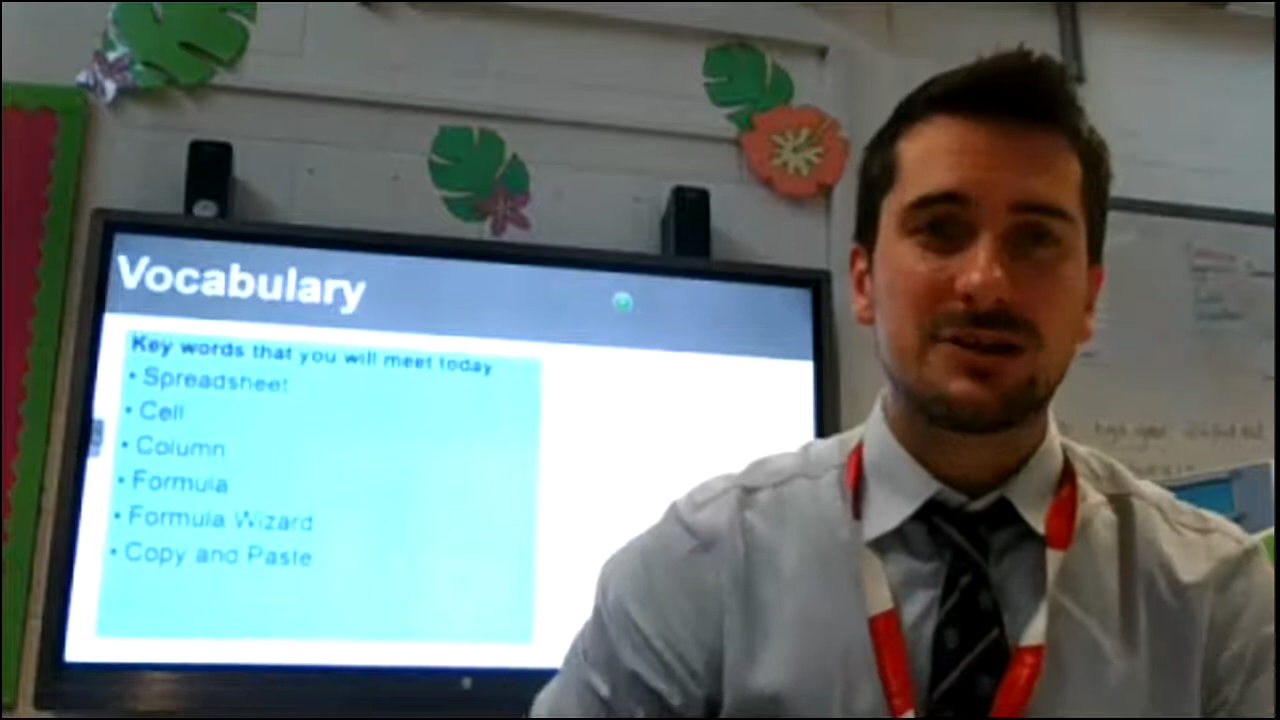 Vocabulary
Key words that you will meet today
• Spreadsheet
• Cell
• Column
• Formula
• Formula Wizard
• Copy and Paste